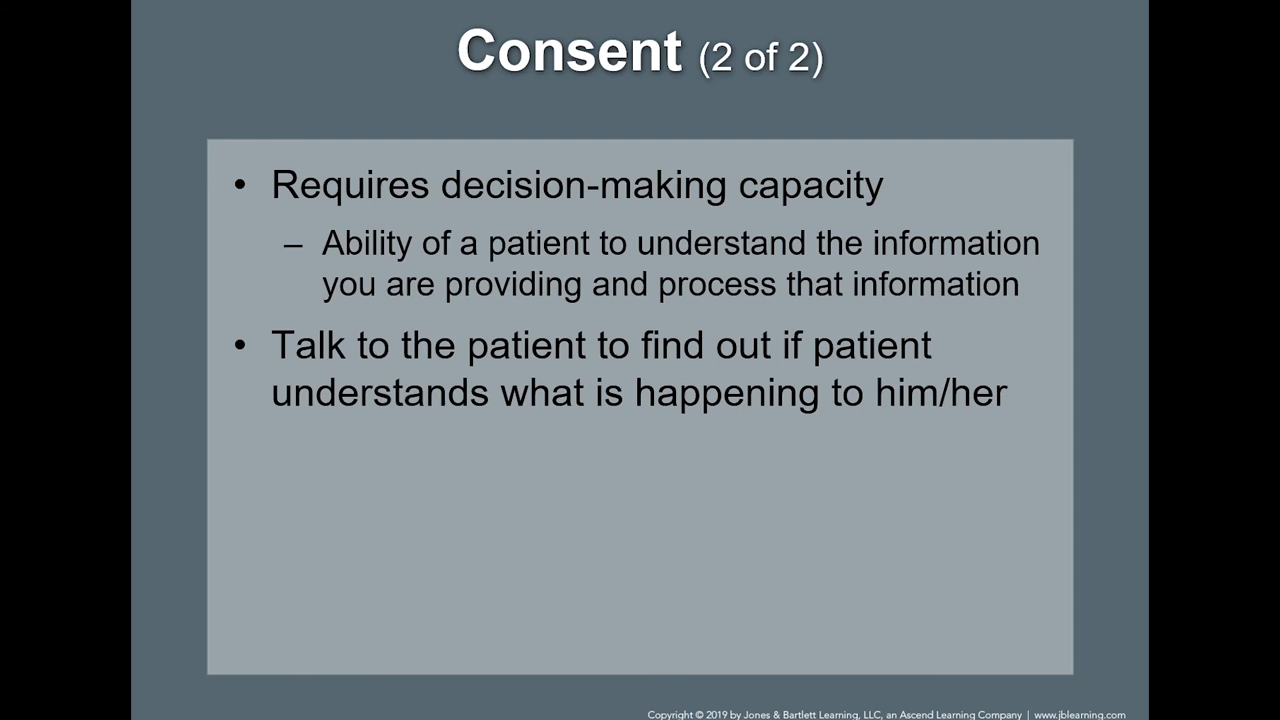 Consent (2 of 2)
• Requires decision-making capacity
– Ability of a patient to understand the information
you are providing and process that information
• Talk to the patient to find out if patient
understands what is happening to him/her
Copyright © 2019 by Jones & Bartlett Learning, LLC, an Ascend Learning Company | www.jblearning.com